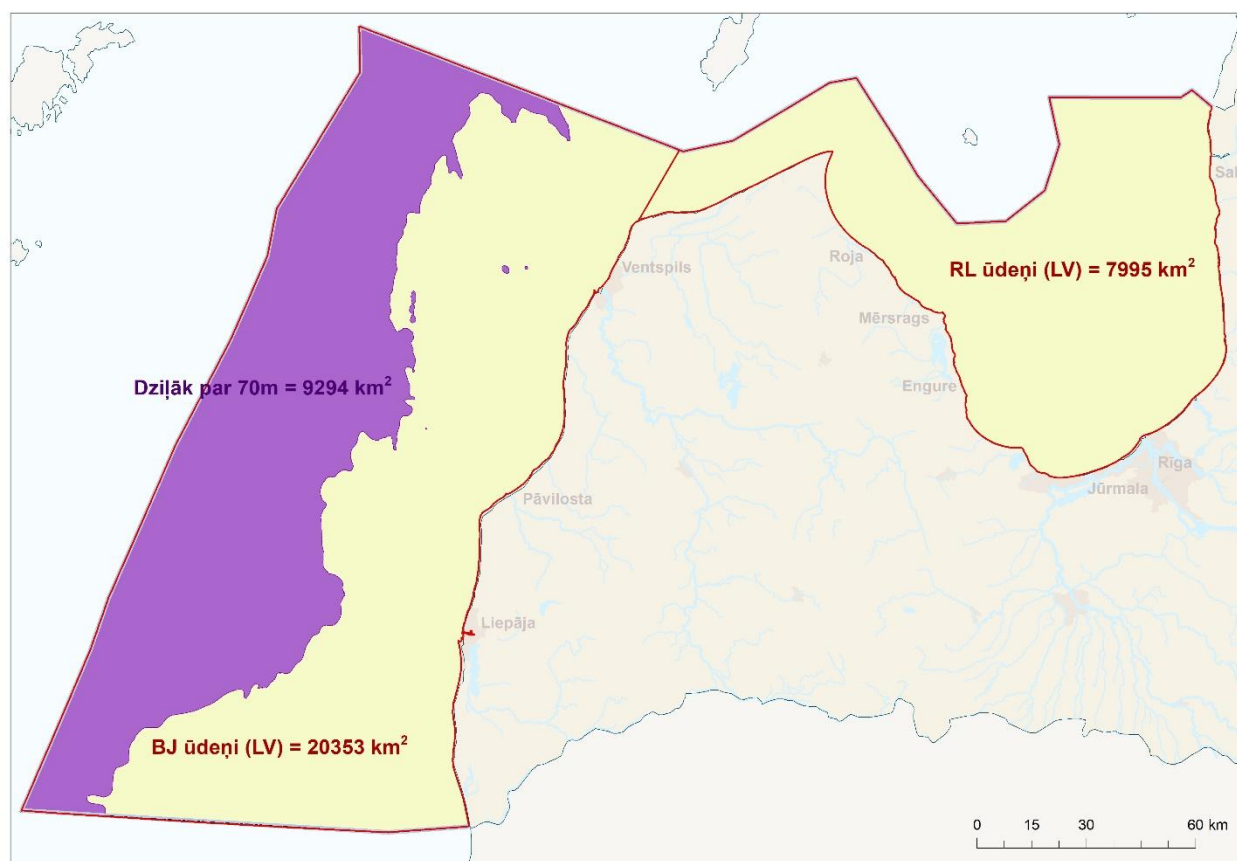 Sal
Ventspils
Roja
RL ūdeņi (LV) = 7995 km²
Mērsrags
Dziļāk par 70m = 9294 km²
Engure
Rīga
Pāvilosta
Jūrmala
Liepāja
BJ ūdeņi (LV) = 20353 km²
0 15 30 60 km